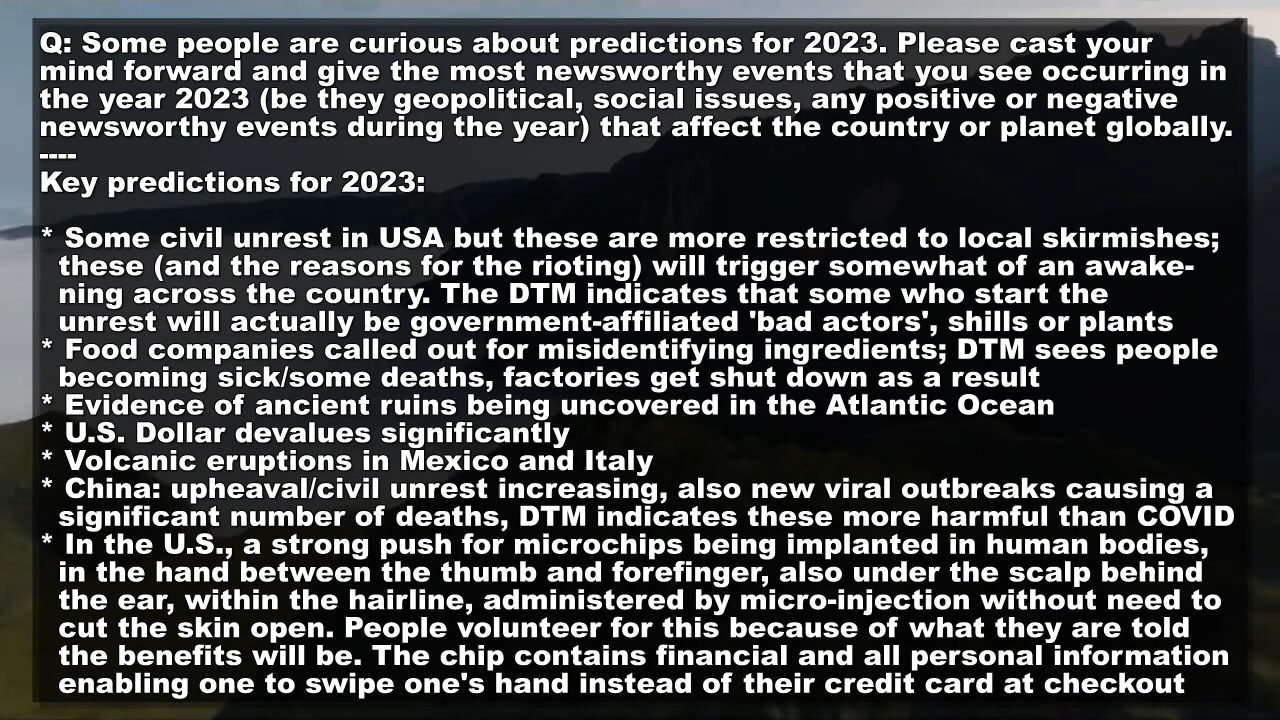 Q: Some people are curious about predictions for 2023. Please cast your
mind forward and give the most newsworthy events that you see occurring in
the year 2023 (be they geopolitical, social issues, any positive or negative
newsworthy events during the year) that affect the country or planet globally.
----
Key predictions for 2023:
* Some civil unrest in USA but these are more restricted to local skirmishes;
these (and the reasons for the rioting) will trigger somewhat of an awake-
ning across the country. The DTM indicates that some who start the
unrest will actually be government-affiliated 'bad actors', shills or plants
* Food companies called out for misidentifying ingredients; DTM sees people
becoming sick/some deaths, factories get shut down as a result
* Evidence of ancient ruins being uncovered in the Atlantic Ocean
* U.S. Dollar devalues significantly
* Volcanic eruptions in Mexico and Italy
* China: upheaval/civil unrest increasing, also new viral outbreaks causing a
significant number of deaths, DTM indicates these more harmful than COVID
* In the U.S., a strong push for microchips being implanted in human bodies,
in the hand between the thumb and forefinger, also under the scalp behind
the ear, within the hairline, administered by micro-injection without need to
cut the skin open. People volunteer for this because of what they are told
the benefits will be. The chip contains financial and all personal information
enabling one to swipe one's hand instead of their credit card at checkout